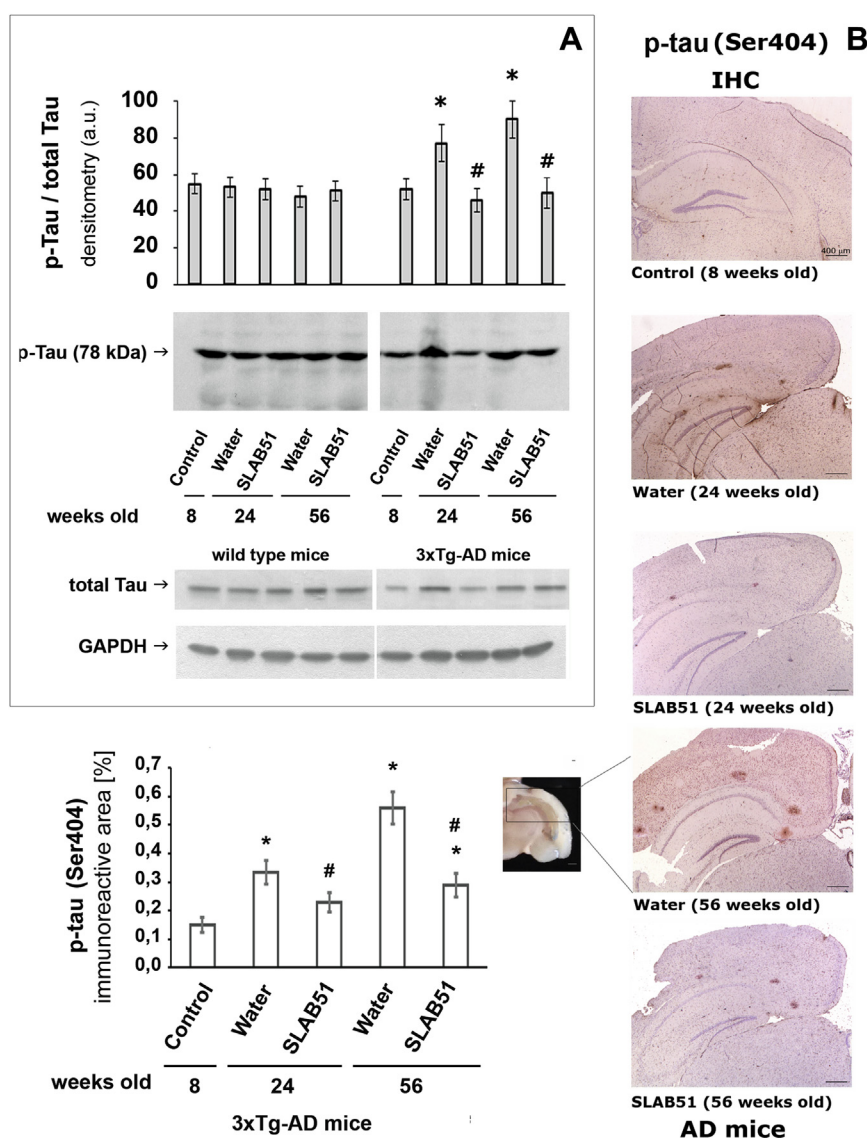 A
p-Tau / total Tau
densitometry (a.u.)
100
80
60
40
20
0
*
#
*
#
p-Tau (78 kDa) →
Control
Water
SLAB51
Water
SLAB51
Control
Water
SLAB51
Water
SLAB51
weeks old
8 24 56 8 24 56
wild type mice 3xTg-AD mice
total Tau →
GAPDH →
p-tau (Ser404)
immunoreactive area [%]
0,7
0,6
0,5
0,4
0,3
0,2
0,1
0,0
*
#
*
#
*
Control
Water
SLAB51
Water
SLAB51
weeks old 8 24 56
3xTg-AD mice
p-tau (Ser404) B
IHC
400 µm
Control (8 weeks old)
Water (24 weeks old)
SLAB51 (24 weeks old)
Water (56 weeks old)
SLAB51 (56 weeks old)
AD mice